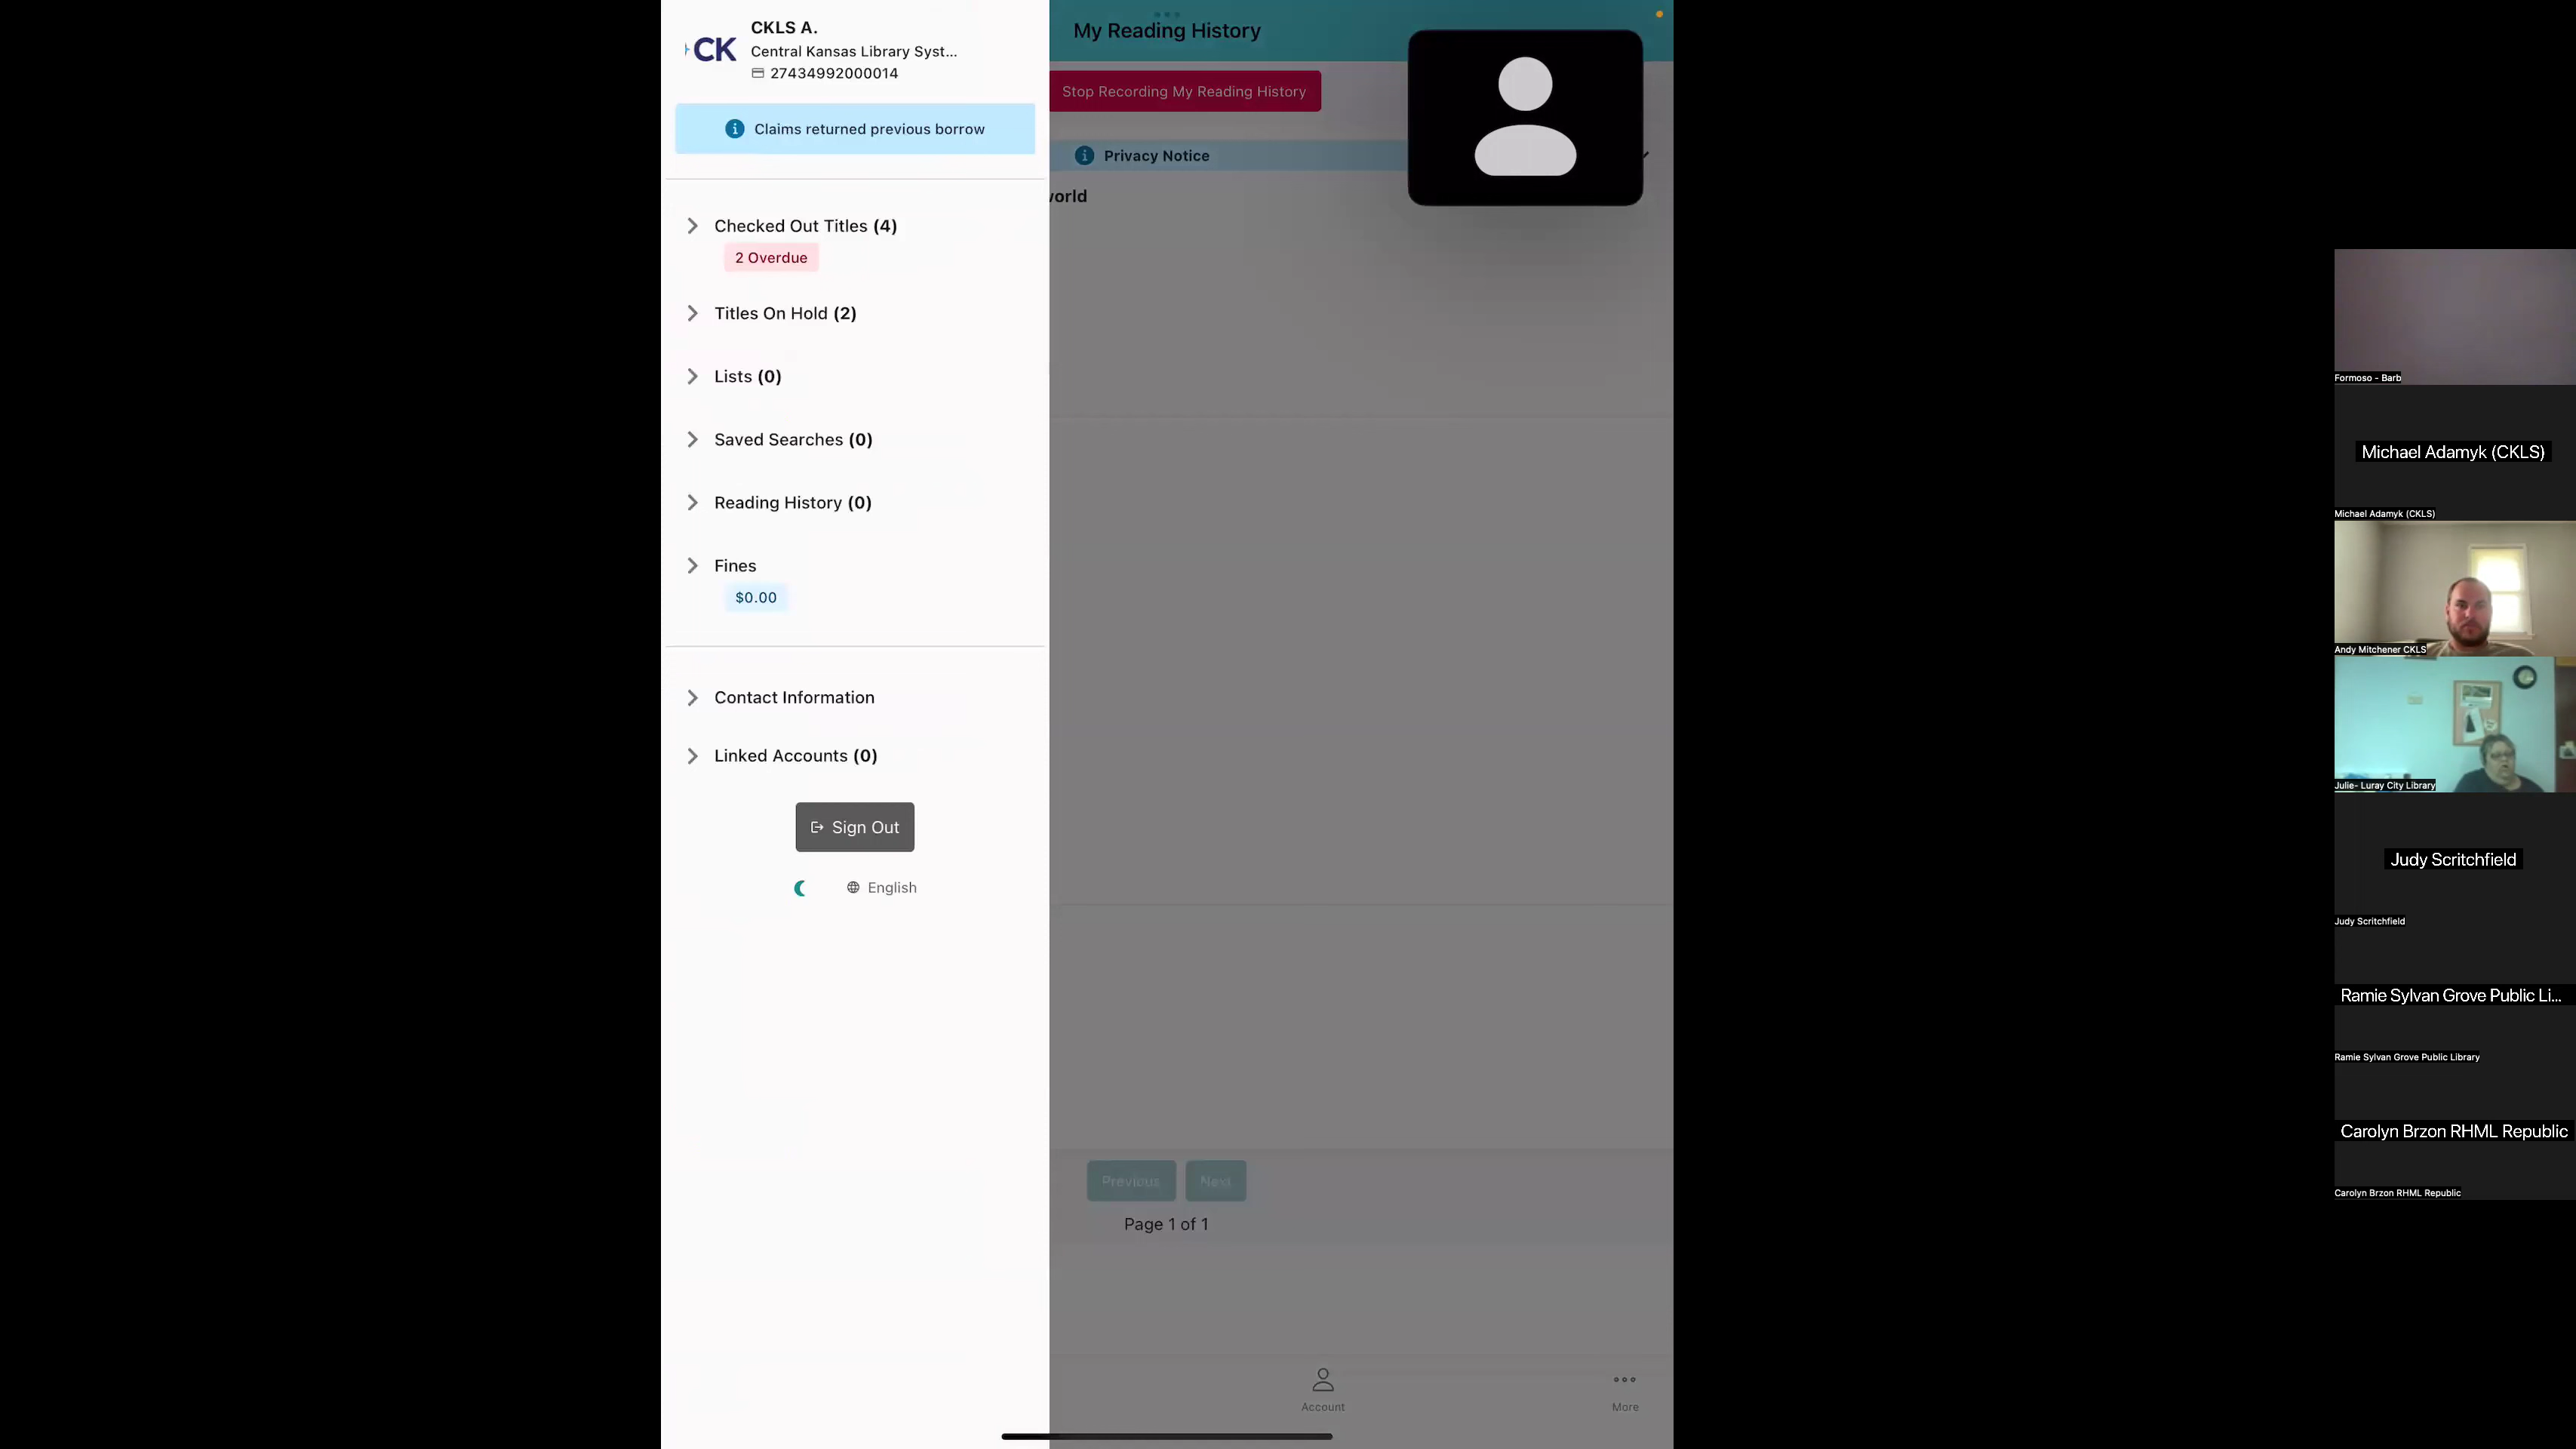 CK
CKLS A.
Central Kansas Library Syst...
27434992000014
Claims returned previous borrow
Checked Out Titles (4)
2 Overdue
Titles On Hold (2)
Lists (0)
Saved Searches (0)
Reading History (0)
Fines
$0.00
Contact Information
Linked Accounts (0)
Sign Out
English
My Reading History
Stop Recording My Reading History
Privacy Notice
world
Previous
Next
Page 1 of 1
Account
More
Formoso - Barb
Michael Adamyk (CKLS)
Michael Adamyk (CKLS)
Andy Mitchener CKLS
Julie- Luray City Library
Judy Scritchfield
Judy Scritchfield
Ramie Sylvan Grove Public Li...
Ramie Sylvan Grove Public Library
Carolyn Brzon RHML Republic
Carolyn Brzon RHML Republic